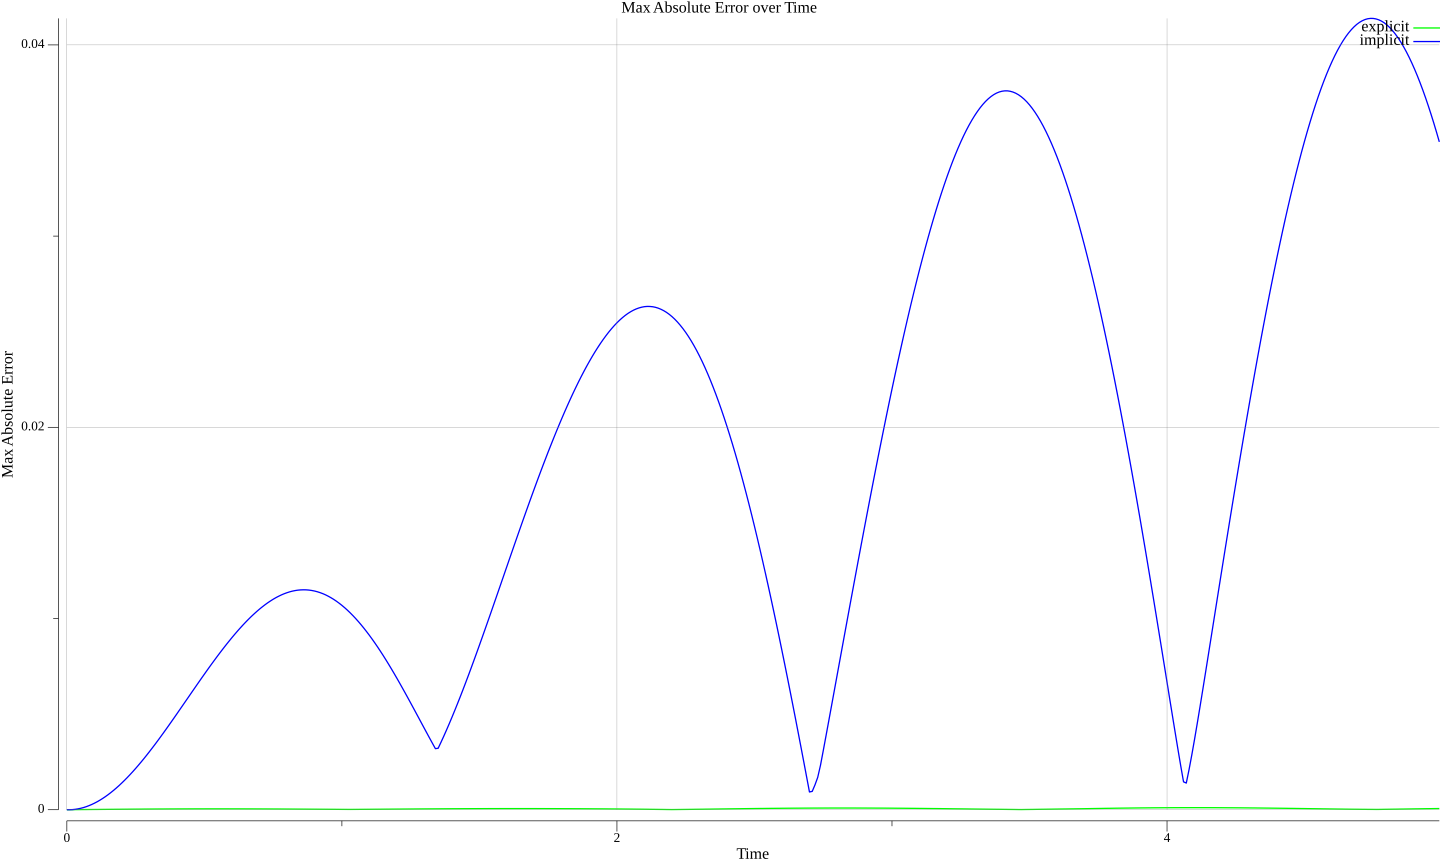 Max Absolute Error over Time
explicit
implicit
0.04
0.02
0
Max Absolute Error
0 2 4
Time